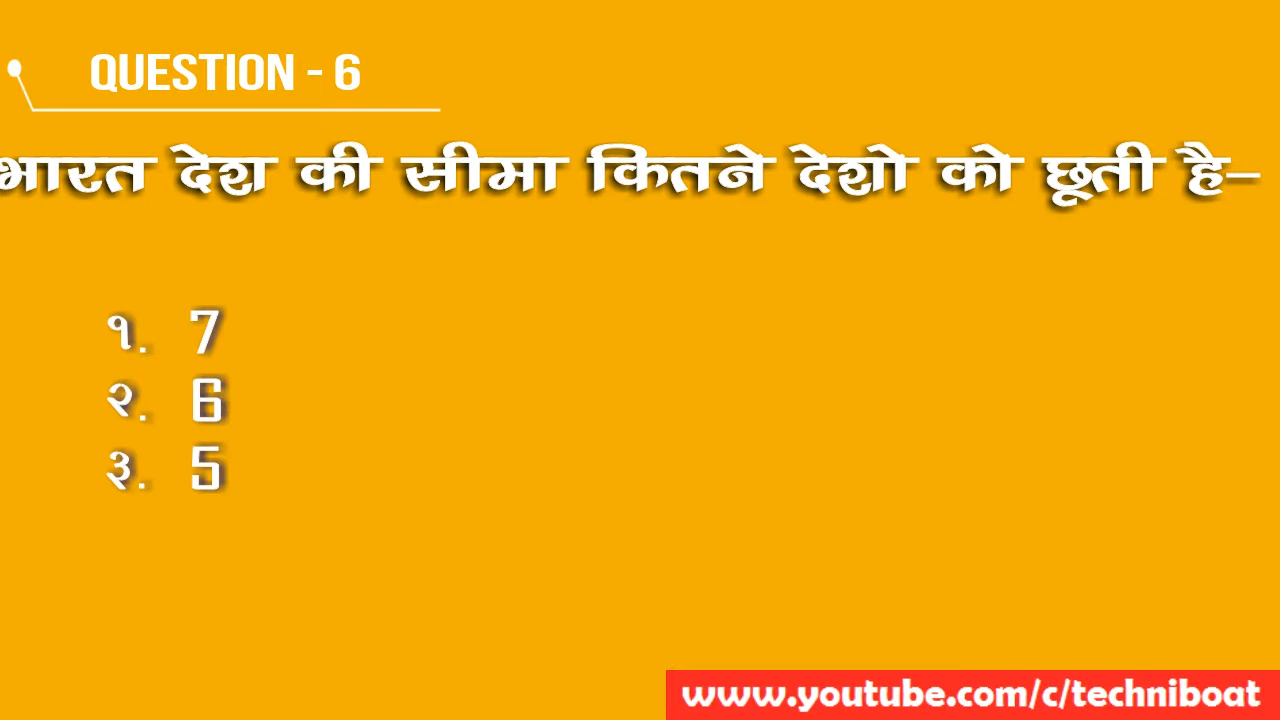 QUESTION - 6
भारत देश की सीमा कितने देशो को छूती है-
१. 7
२. 6
३. 5
www.youtube.com/c/techniboat